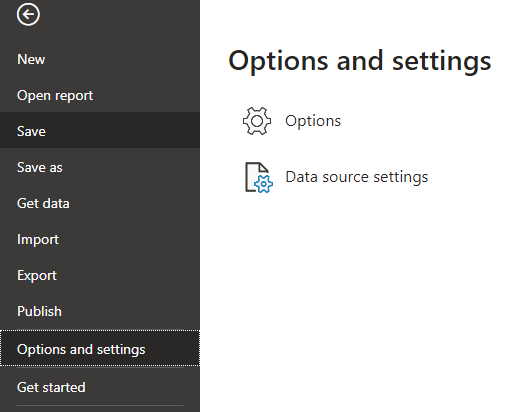 New
Open report
Save
Save as
Get data
Import
Export
Publish
Options and settings
Get started
Options and settings
Options
Data source settings